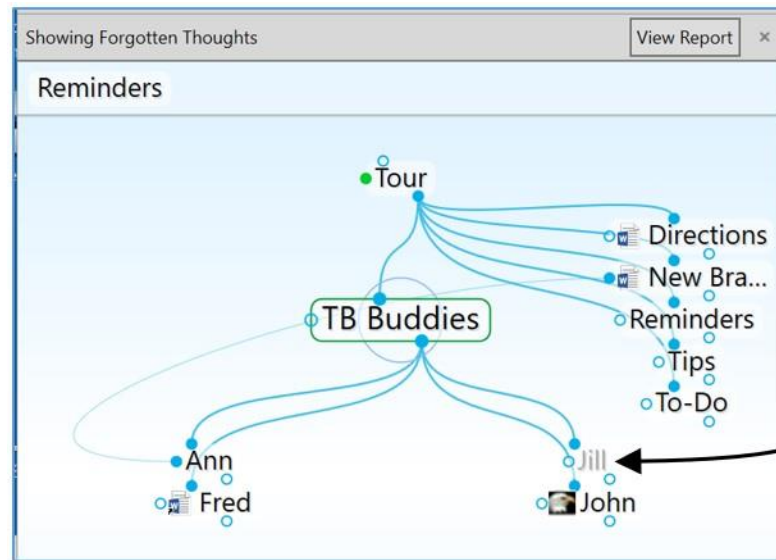 Showing Forgotten Thoughts View Report ×
Reminders
Tour
Directions
New Bra...
TB Buddies
Reminders
Tips
To-Do
Ann
Jill
Fred
John